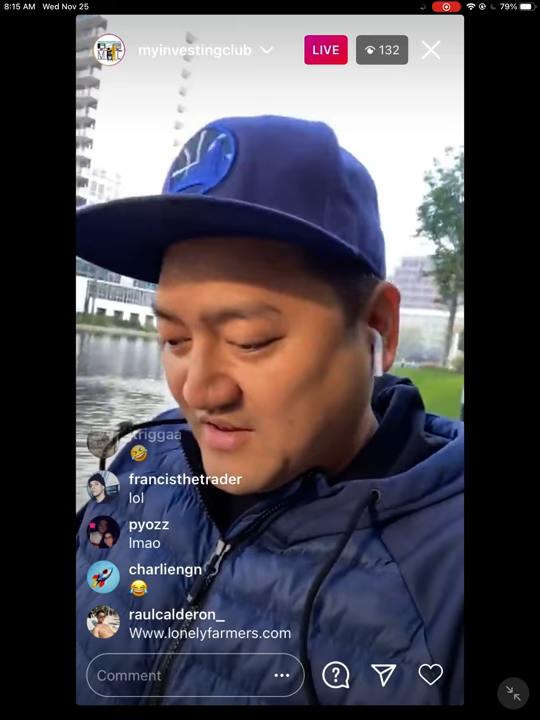 8:15 AM Wed Nov 25
79%
myinvestingclub
LIVE
132
triggaa
🤣
francisthetrader
lol
pyozz
lmao
charliengn
😂
raulcalderon_
Www.lonelyfarmers.com
Comment